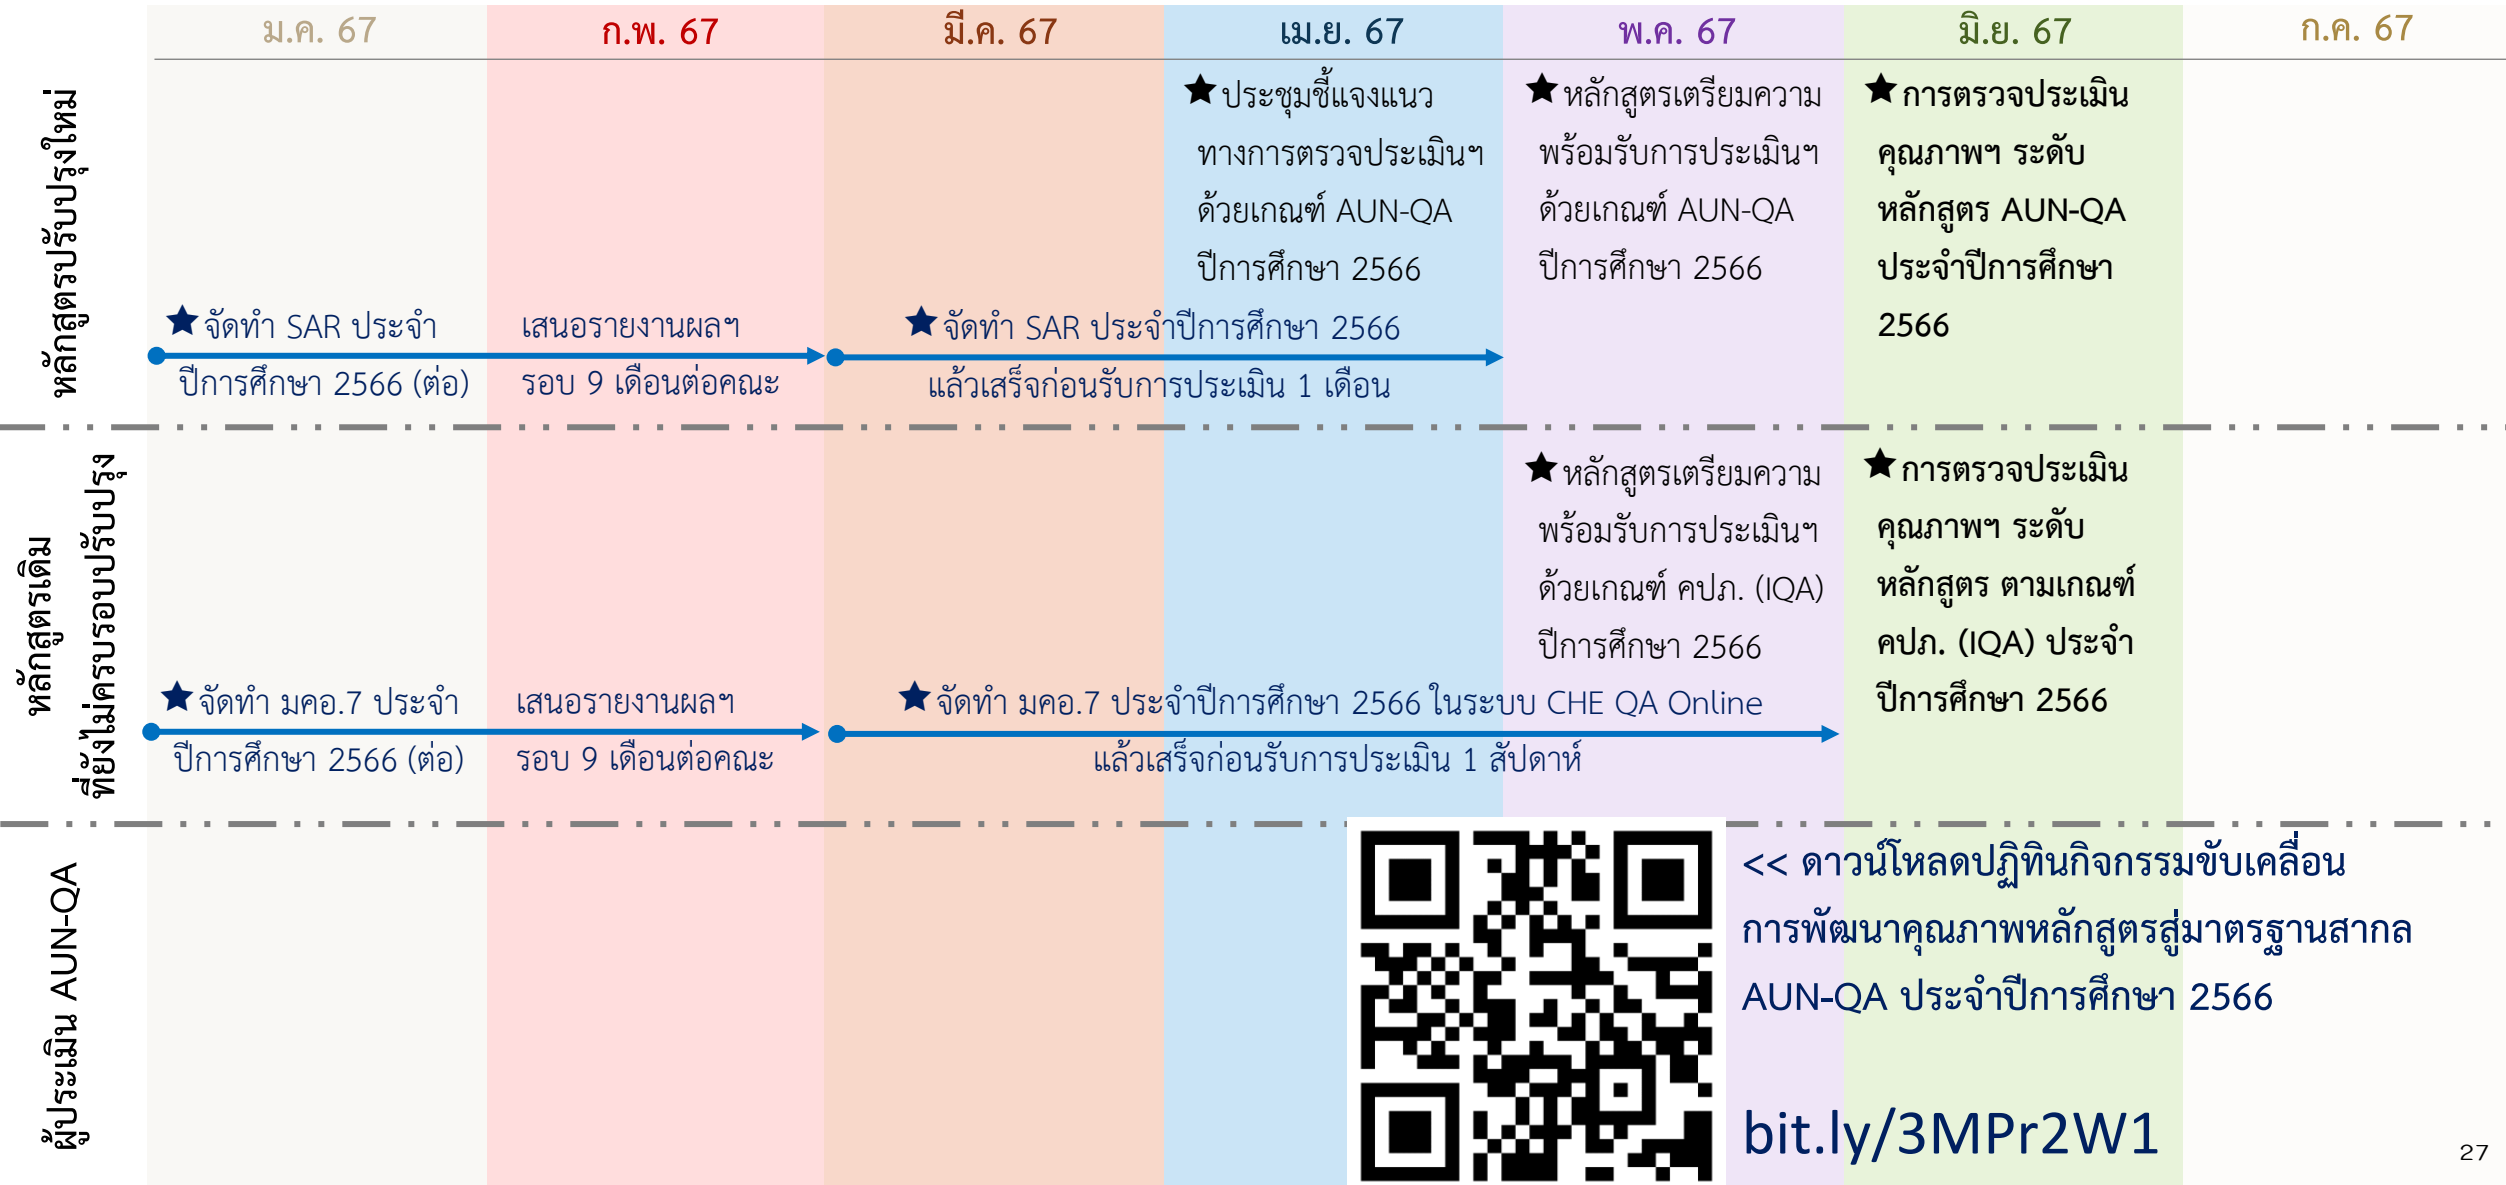 ม.ค. 67
ก.พ. 67
มี.ค. 67
เม.ย. 67
พ.ค. 67
มิ.ย. 67
ก.ค. 67
หลักสูตรปรับปรุงใหม่
★ ประชุมชี้แจงแนว
ทางการตรวจประเมินฯ
ด้วยเกณฑ์ AUN-QA
ปีการศึกษา 2566
★ หลักสูตรเตรียมความ
พร้อมรับการประเมินฯ
ด้วยเกณฑ์ AUN-QA
ปีการศึกษา 2566
★ การตรวจประเมิน
คุณภาพฯ ระดับ
หลักสูตร AUN-QA
ประจำปีการศึกษา
2566
★ จัดทำ SAR ประจำ
ปีการศึกษา 2566 (ต่อ)
เสนอรายงานผลฯ
รอบ 9 เดือนต่อคณะ
★ จัดทำ SAR ประจำปีการศึกษา 2566
แล้วเสร็จก่อนรับการประเมิน 1 เดือน
หลักสูตรเดิม
ที่ยังไม่ครบรอบปรับปรุง
★ หลักสูตรเตรียมความ
พร้อมรับการประเมินฯ
ด้วยเกณฑ์ คปภ. (IQA)
ปีการศึกษา 2566
★ การตรวจประเมิน
คุณภาพฯ ระดับ
หลักสูตร ตามเกณฑ์
คปภ. (IQA) ประจำ
ปีการศึกษา 2566
★ จัดทำ มคอ.7 ประจำ
ปีการศึกษา 2566 (ต่อ)
เสนอรายงานผลฯ
รอบ 9 เดือนต่อคณะ
★ จัดทำ มคอ.7 ประจำปีการศึกษา 2566 ในระบบ CHE QA Online
แล้วเสร็จก่อนรับการประเมิน 1 สัปดาห์
ผู้ประเมิน AUN-QA
<< ดาวน์โหลดปฏิทินกิจกรรมขับเคลื่อน
การพัฒนาคุณภาพหลักสูตรสู่มาตรฐานสากล
AUN-QA ประจำปีการศึกษา 2566
bit.ly/3MPr2W1
27